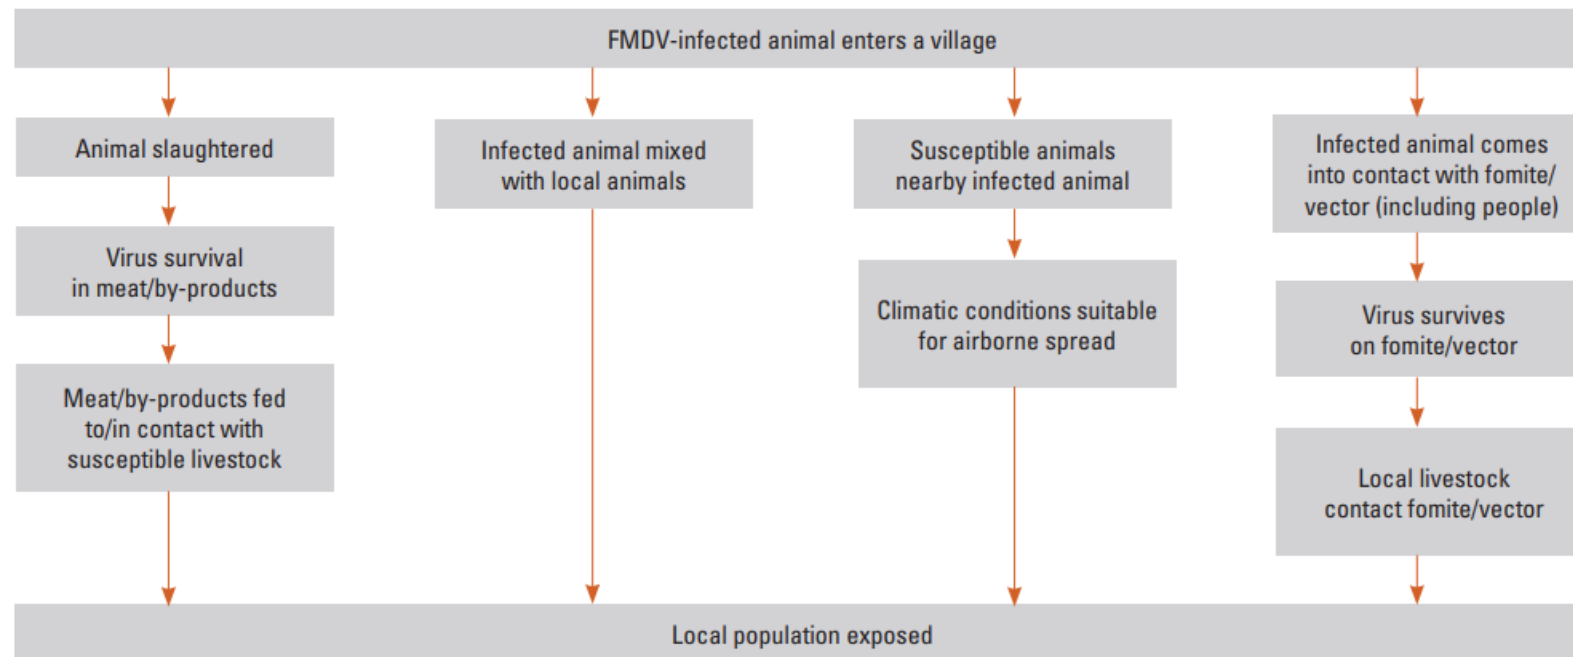 FMDV-infected animal enters a village
Animal slaughtered
Virus survival
in meat/by-products
Meat/by-products fed
to/in contact with
susceptible livestock
Infected animal mixed
with local animals
Susceptible animals
nearby infected animal
Climatic conditions suitable
for airborne spread
Infected animal comes
into contact with fomite/
vector (including people)
Virus survives
on fomite/vector
Local livestock
contact fomite/vector
Local population exposed